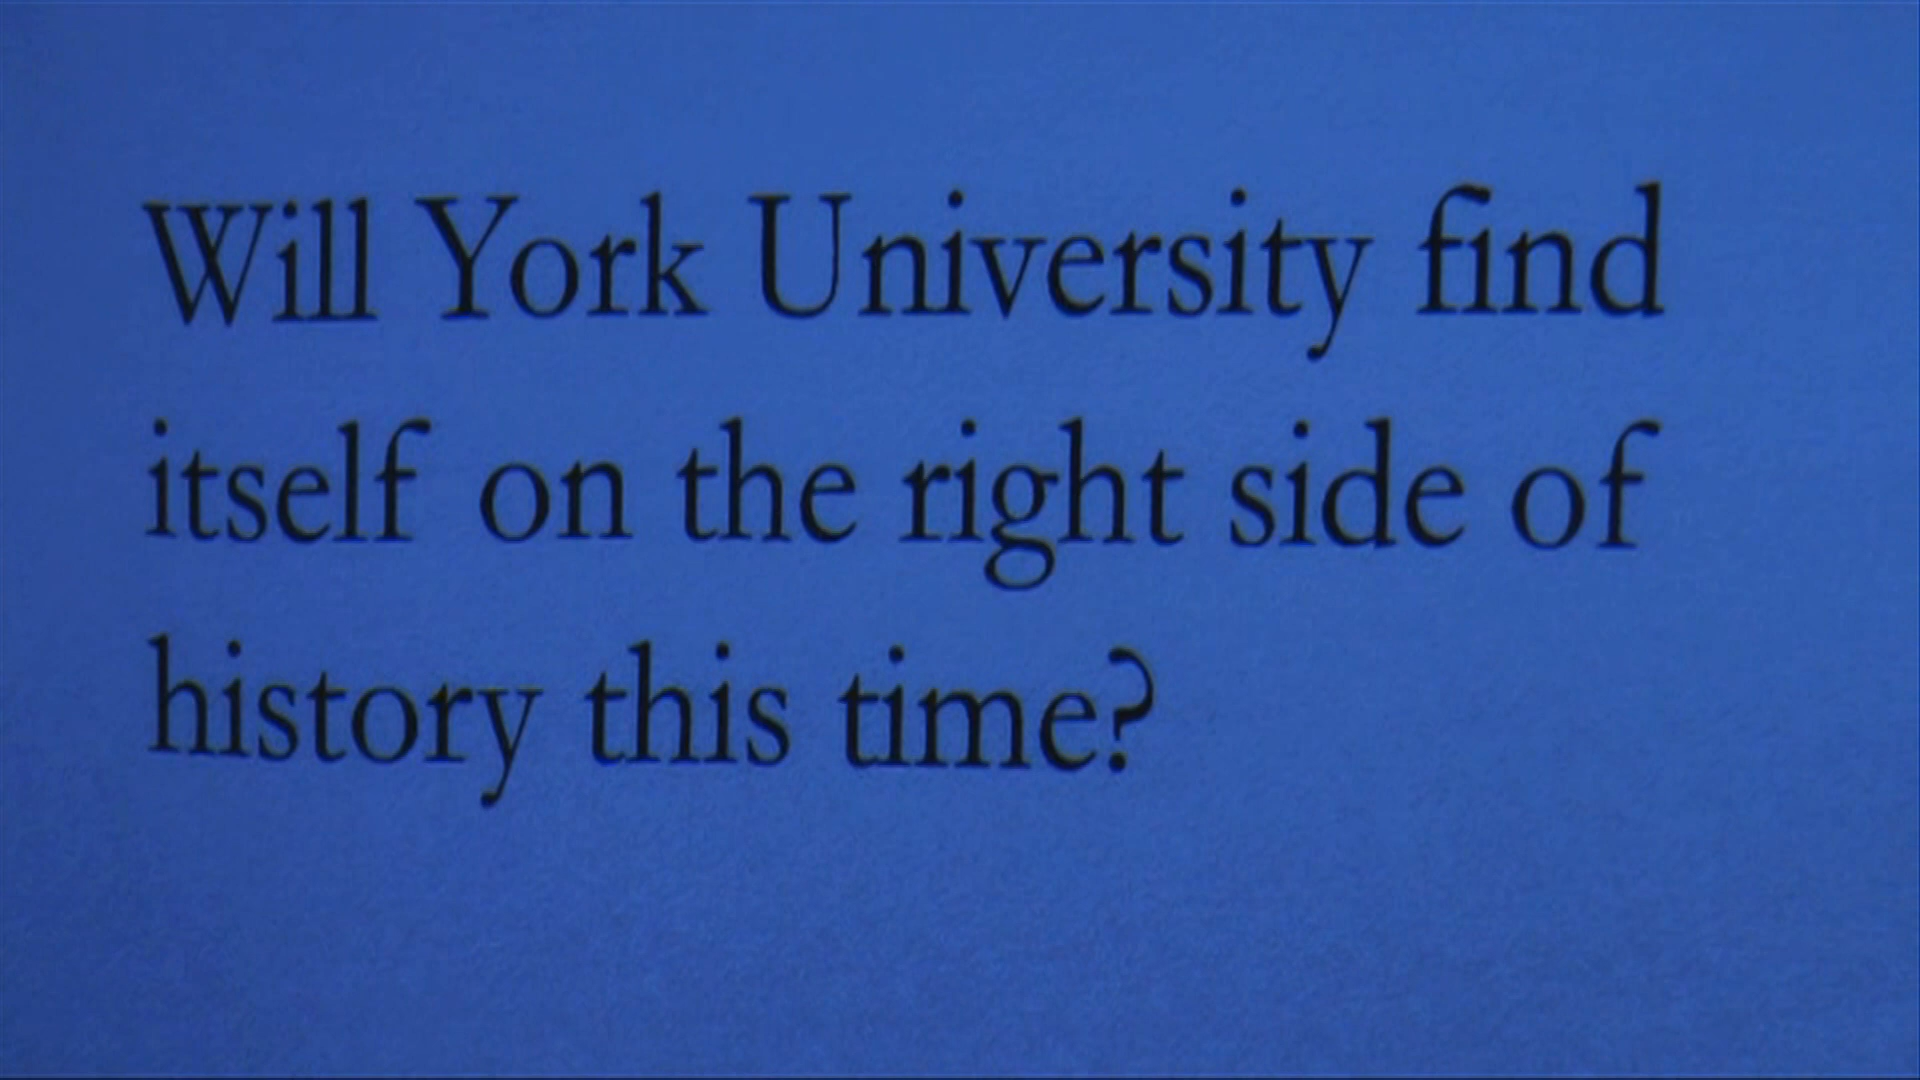 Will York University find
itself on the right side of
history this time?